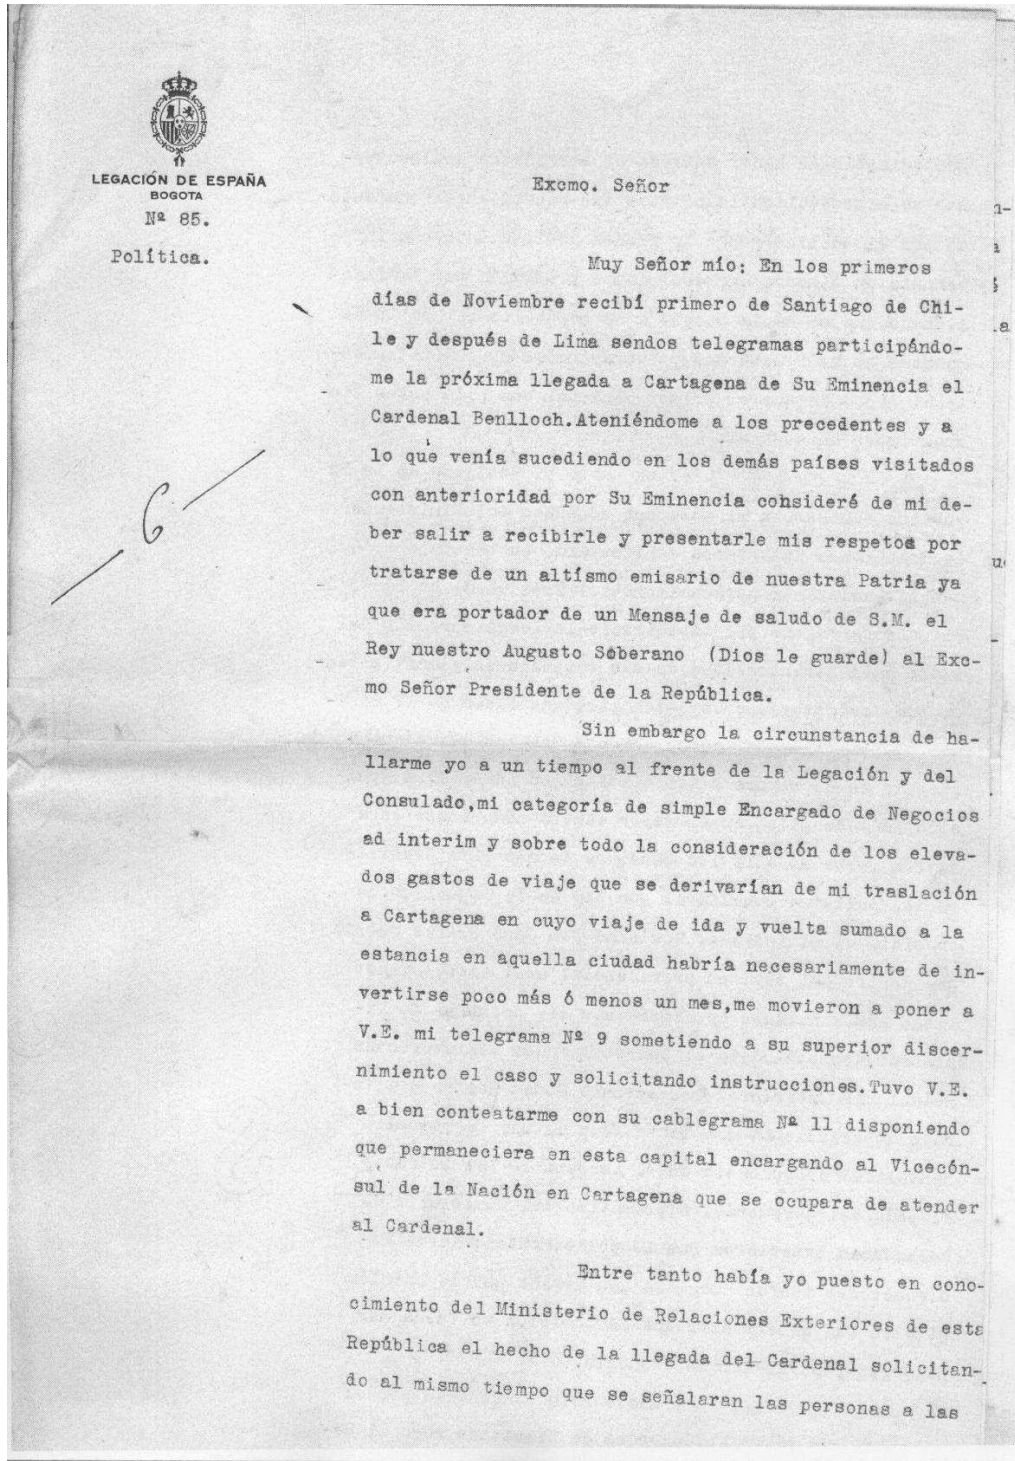 LEGACIÓN DE ESPAÑA
BOGOTA
Nº 85.
Política.
Excmo. Señor
Muy Señor mío: En los primeros
días de Noviembre recibí primero de Santiago de Chi-
le y después de Lima sendos telegramas participándo-
me la próxima llegada a Cartagena de Su Eminencia el
Cardenal Benlloch.Ateniéndome a los precedentes y a
lo que venía sucediendo en los demás países visitados
con anterioridad por Su Eminencia consideré de mi de-
ber salir a recibirle y presentarle mis respetos por
tratarse de un altísmo emisario de nuestra Patria ya
que era portador de un Mensaje de saludo de S.M. el
Rey nuestro Augusto Soberano (Dios le guarde) al Exc-
mo Señor Presidente de la República.
Sin embargo la circunstancia de ha-
llarme yo a un tiempo al frente de la Legación y del
Consulado,mi categoría de simple Encargado de Negocios
ad interim y sobre todo la consideración de los eleva-
dos gastos de viaje que se derivarían de mi traslación
a Cartagena en cuyo viaje de ida y vuelta sumado a la
estancia en aquella ciudad habría necesariamente de in-
vertirse poco más ó menos un mes,me movieron a poner a
V.E. mi telegrama Nº 9 sometiendo a su superior discer-
nimiento el caso y solicitando instrucciones.Tuvo V.E.
a bien contestarme con su cablegrama Nº 11 disponiendo
que permaneciera en esta capital encargando al Vicecón-
sul de la Nación en Cartagena que se ocupara de atender
al Cardenal.
Entre tanto había yo puesto en cono-
cimiento del Ministerio de Relaciones Exteriores de esta
República el hecho de la llegada del Cardenal solicitan-
do al mismo tiempo que se señalaran las personas a las
6